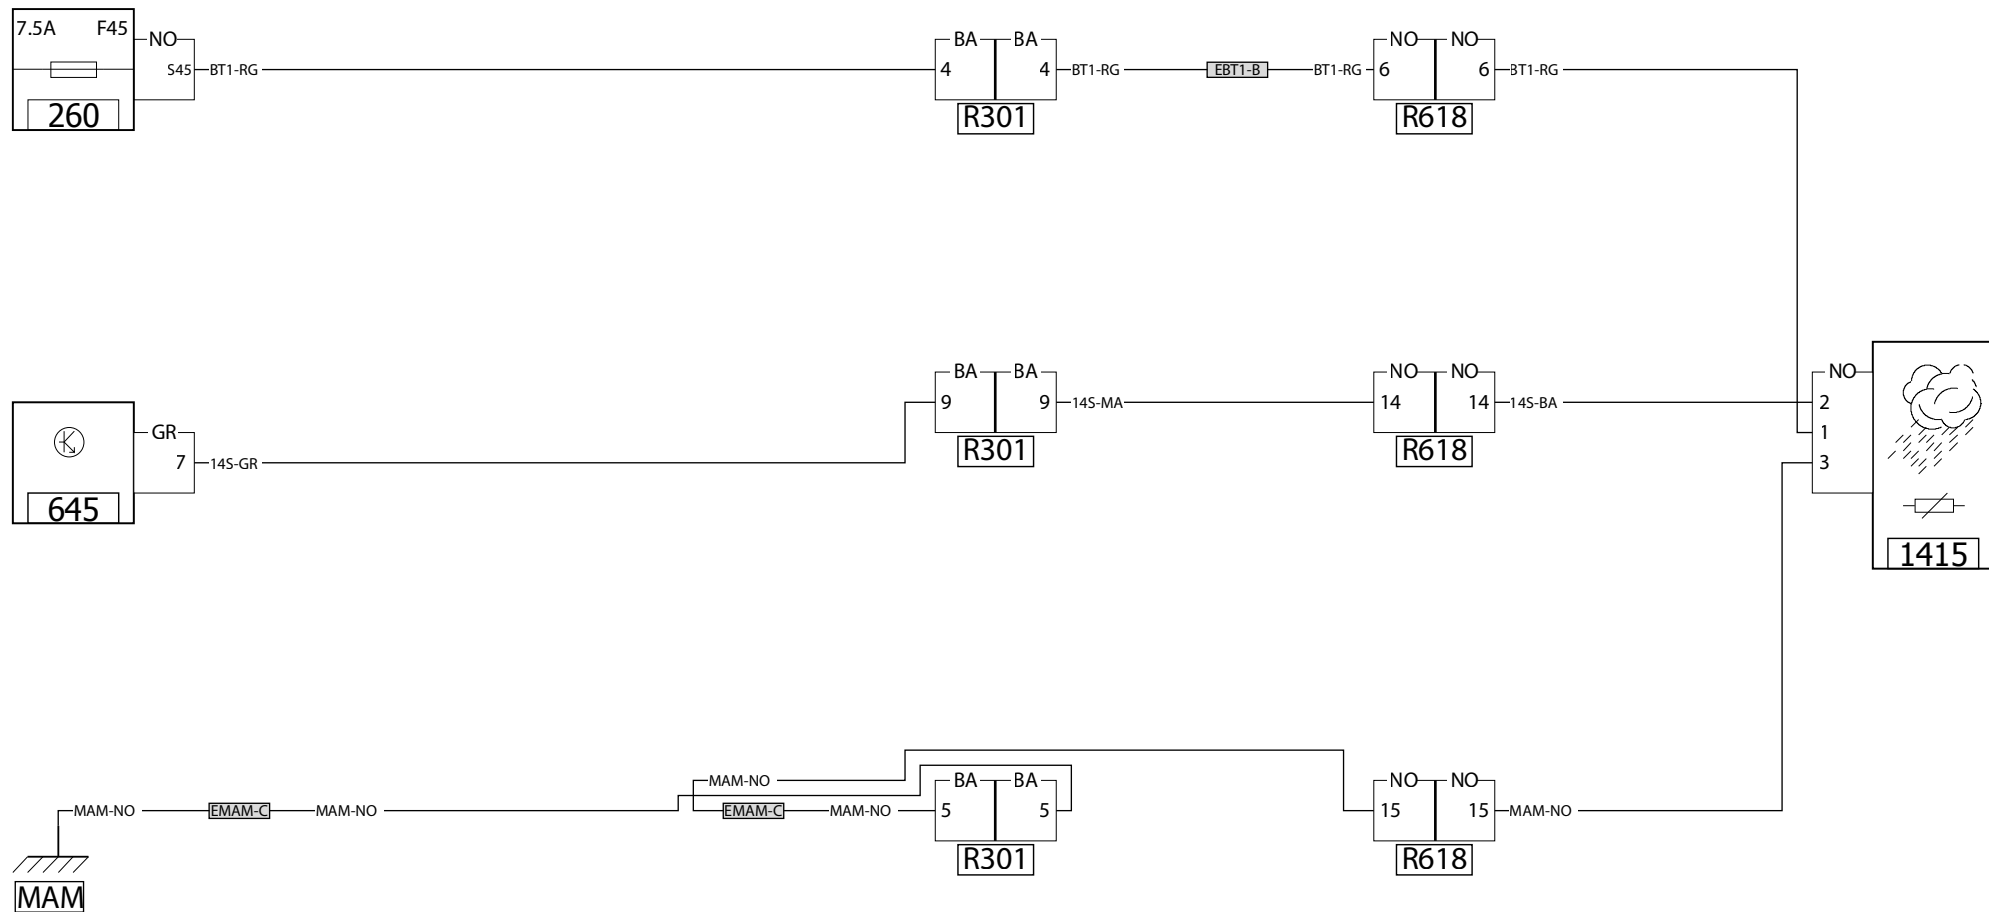 7.5A F45
NO
S45 BT1-RG
260
BA BA
4 4 BT1-RG EBT1-B BT1-RG
R301
NO NO
6 6 BT1-RG
R618
645
GR
7 14S-GR
BA BA
9 9 14S-MA
R301
NO NO
14 14 14S-BA
R618
NO
2
1
3
1415
MAM-NO EMAM-C MAM-NO
MAM
MAM-NO
EMAM-C MAM-NO
BA BA
5 5
R301
NO NO
15 15 MAM-NO
R618